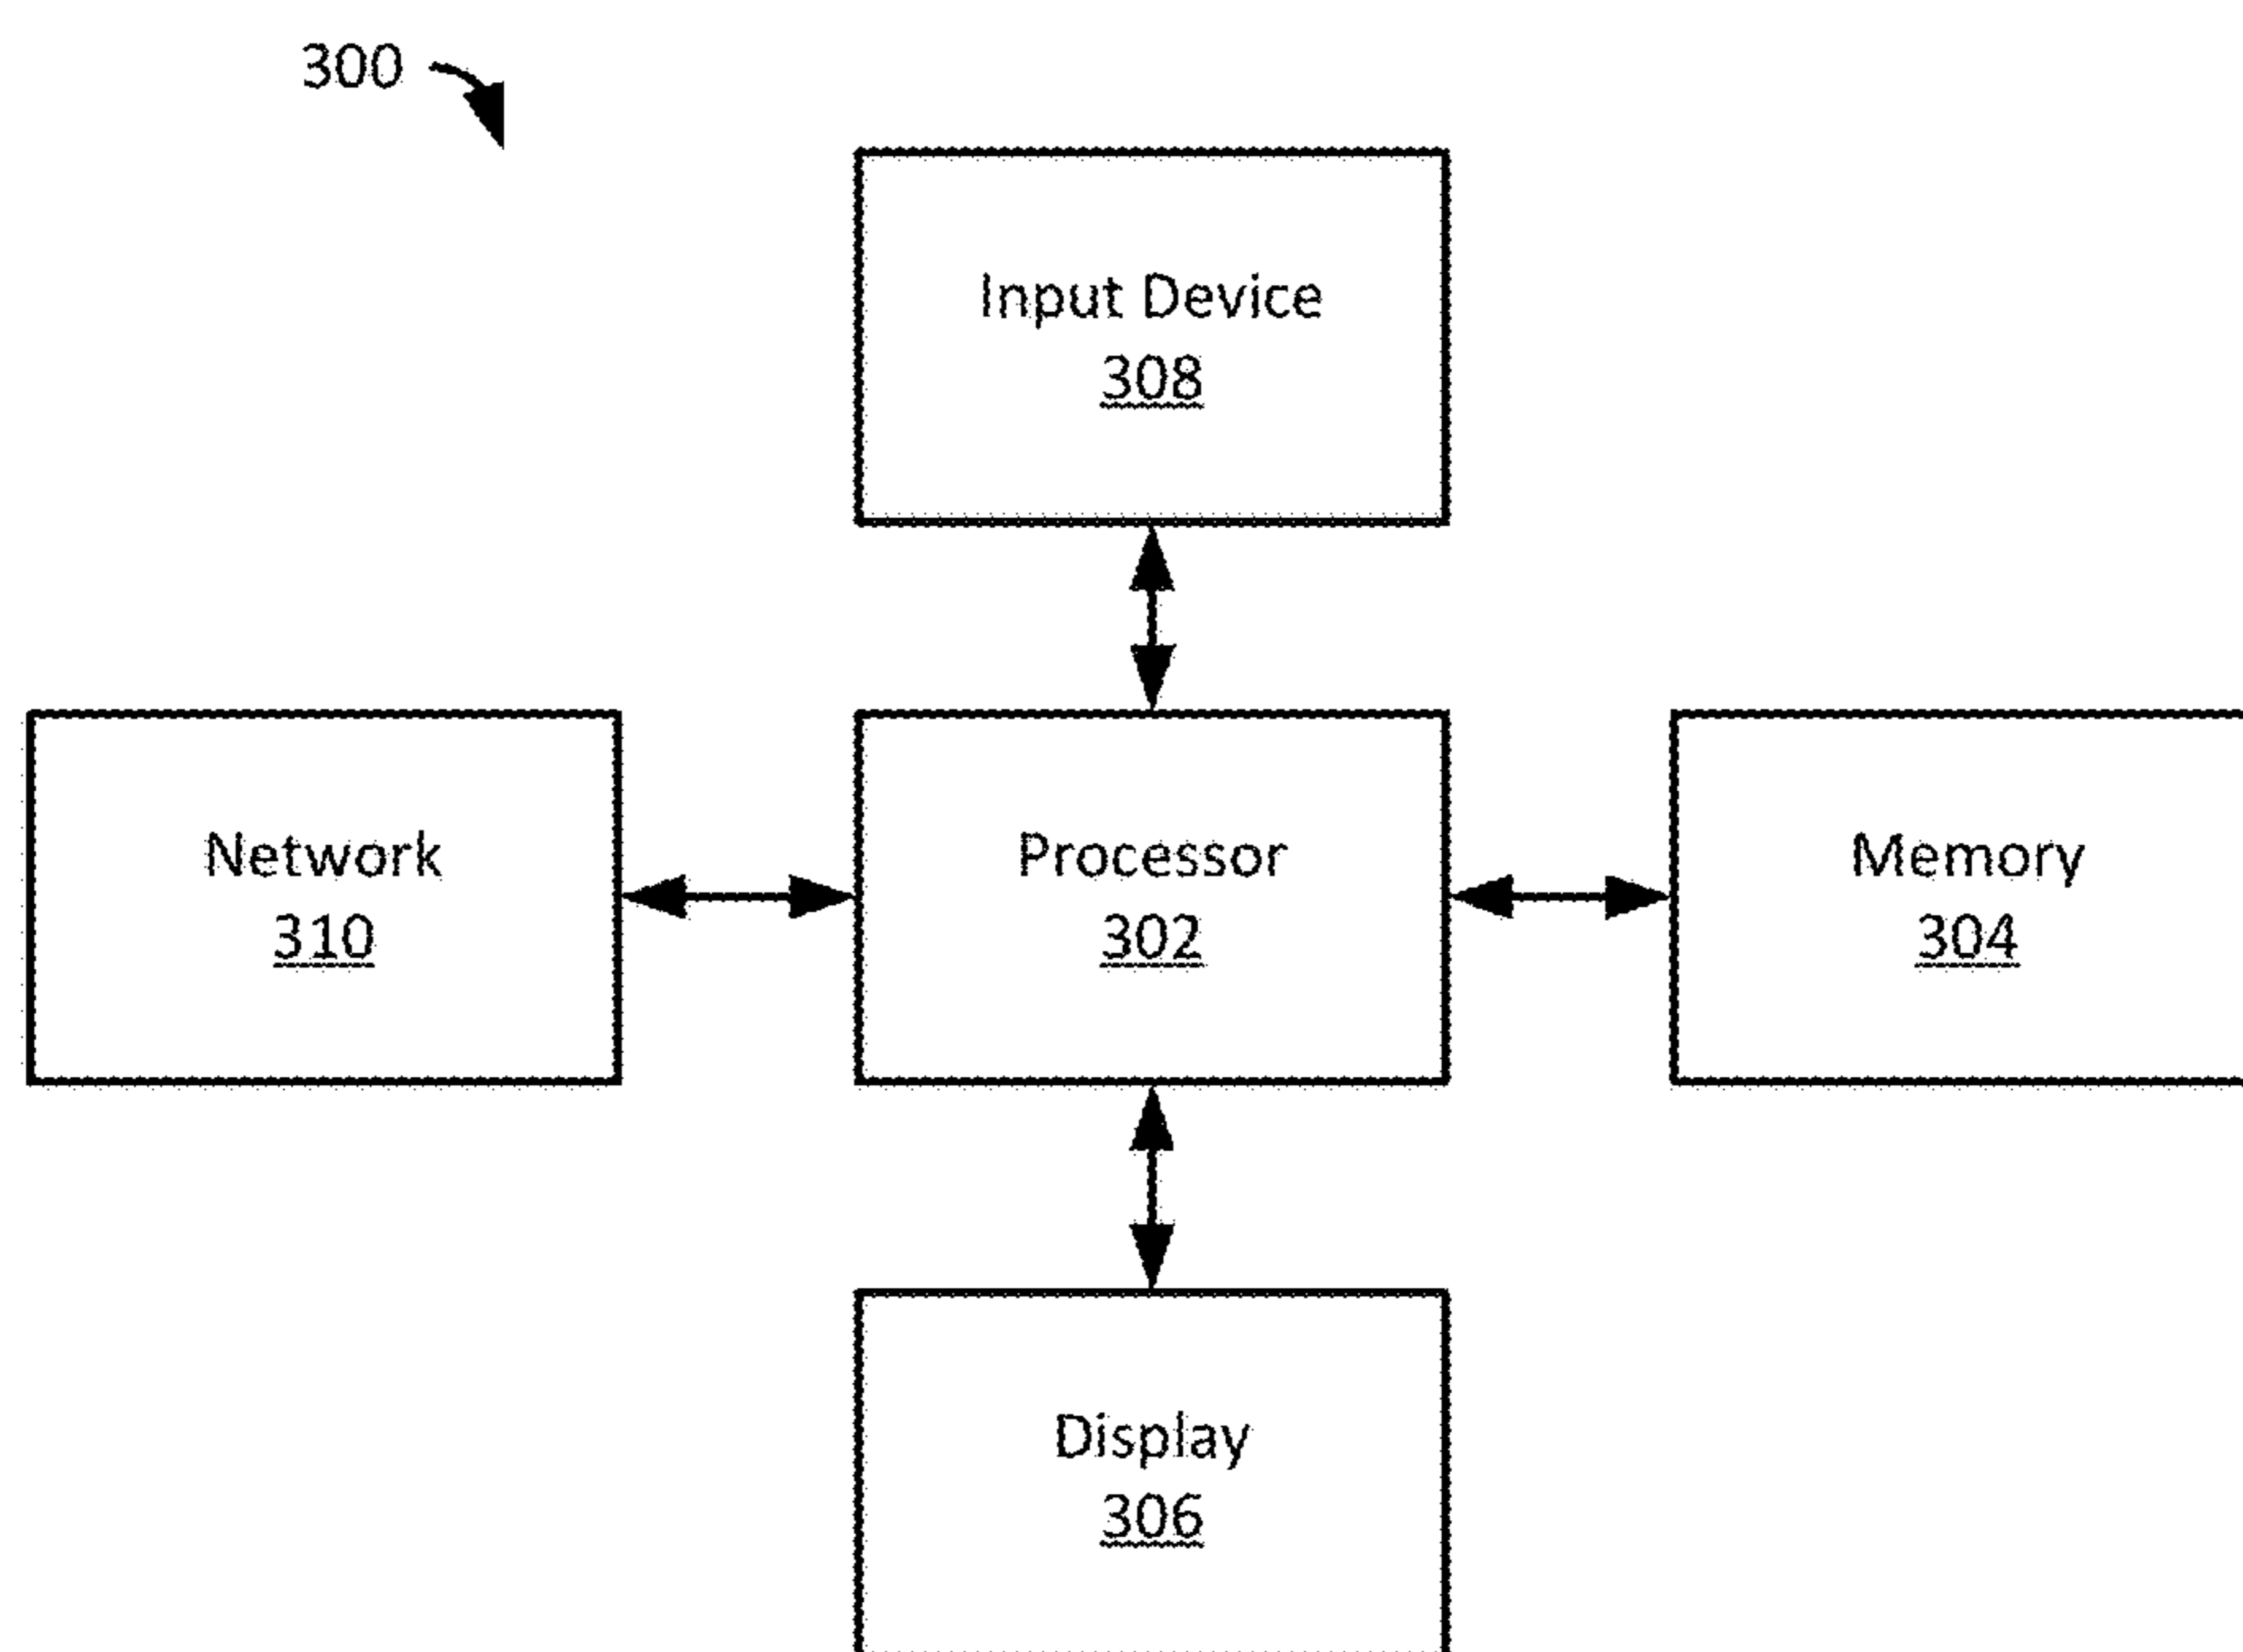 300
Input Device
308
Network
310
Processor
302
Memory
304
Display
306